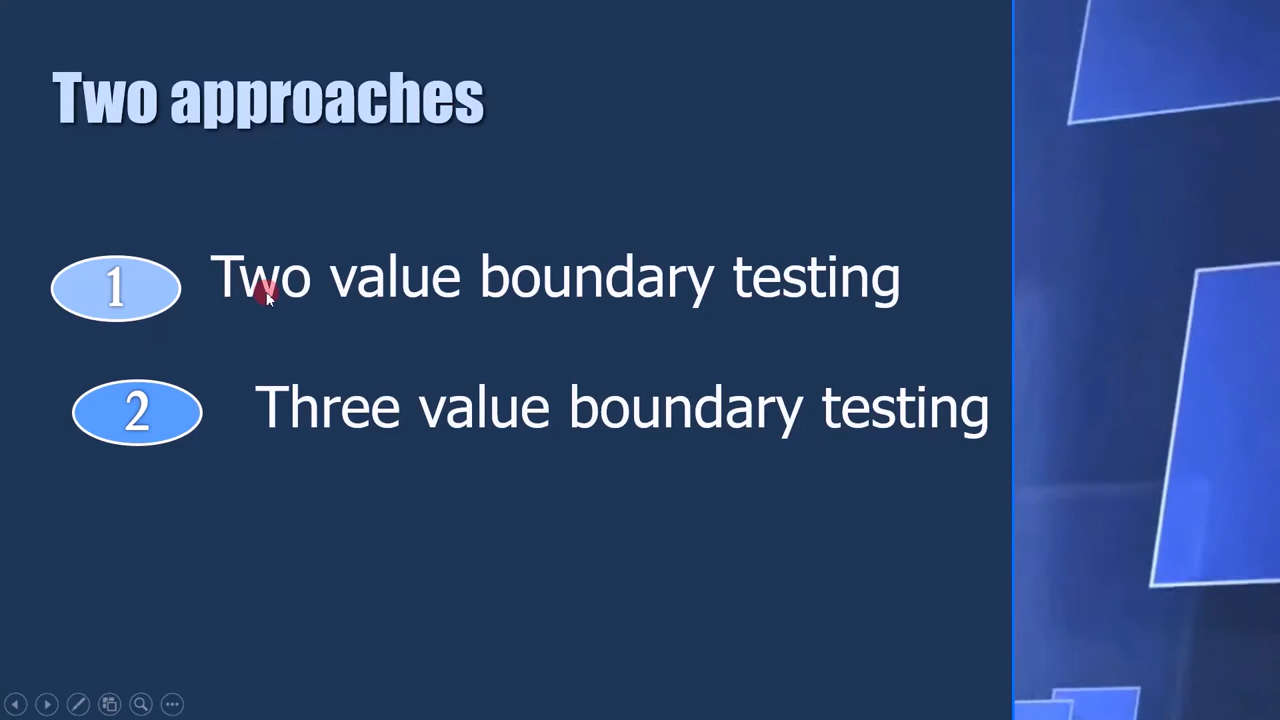 Two approaches
1 Two value boundary testing
2 Three value boundary testing